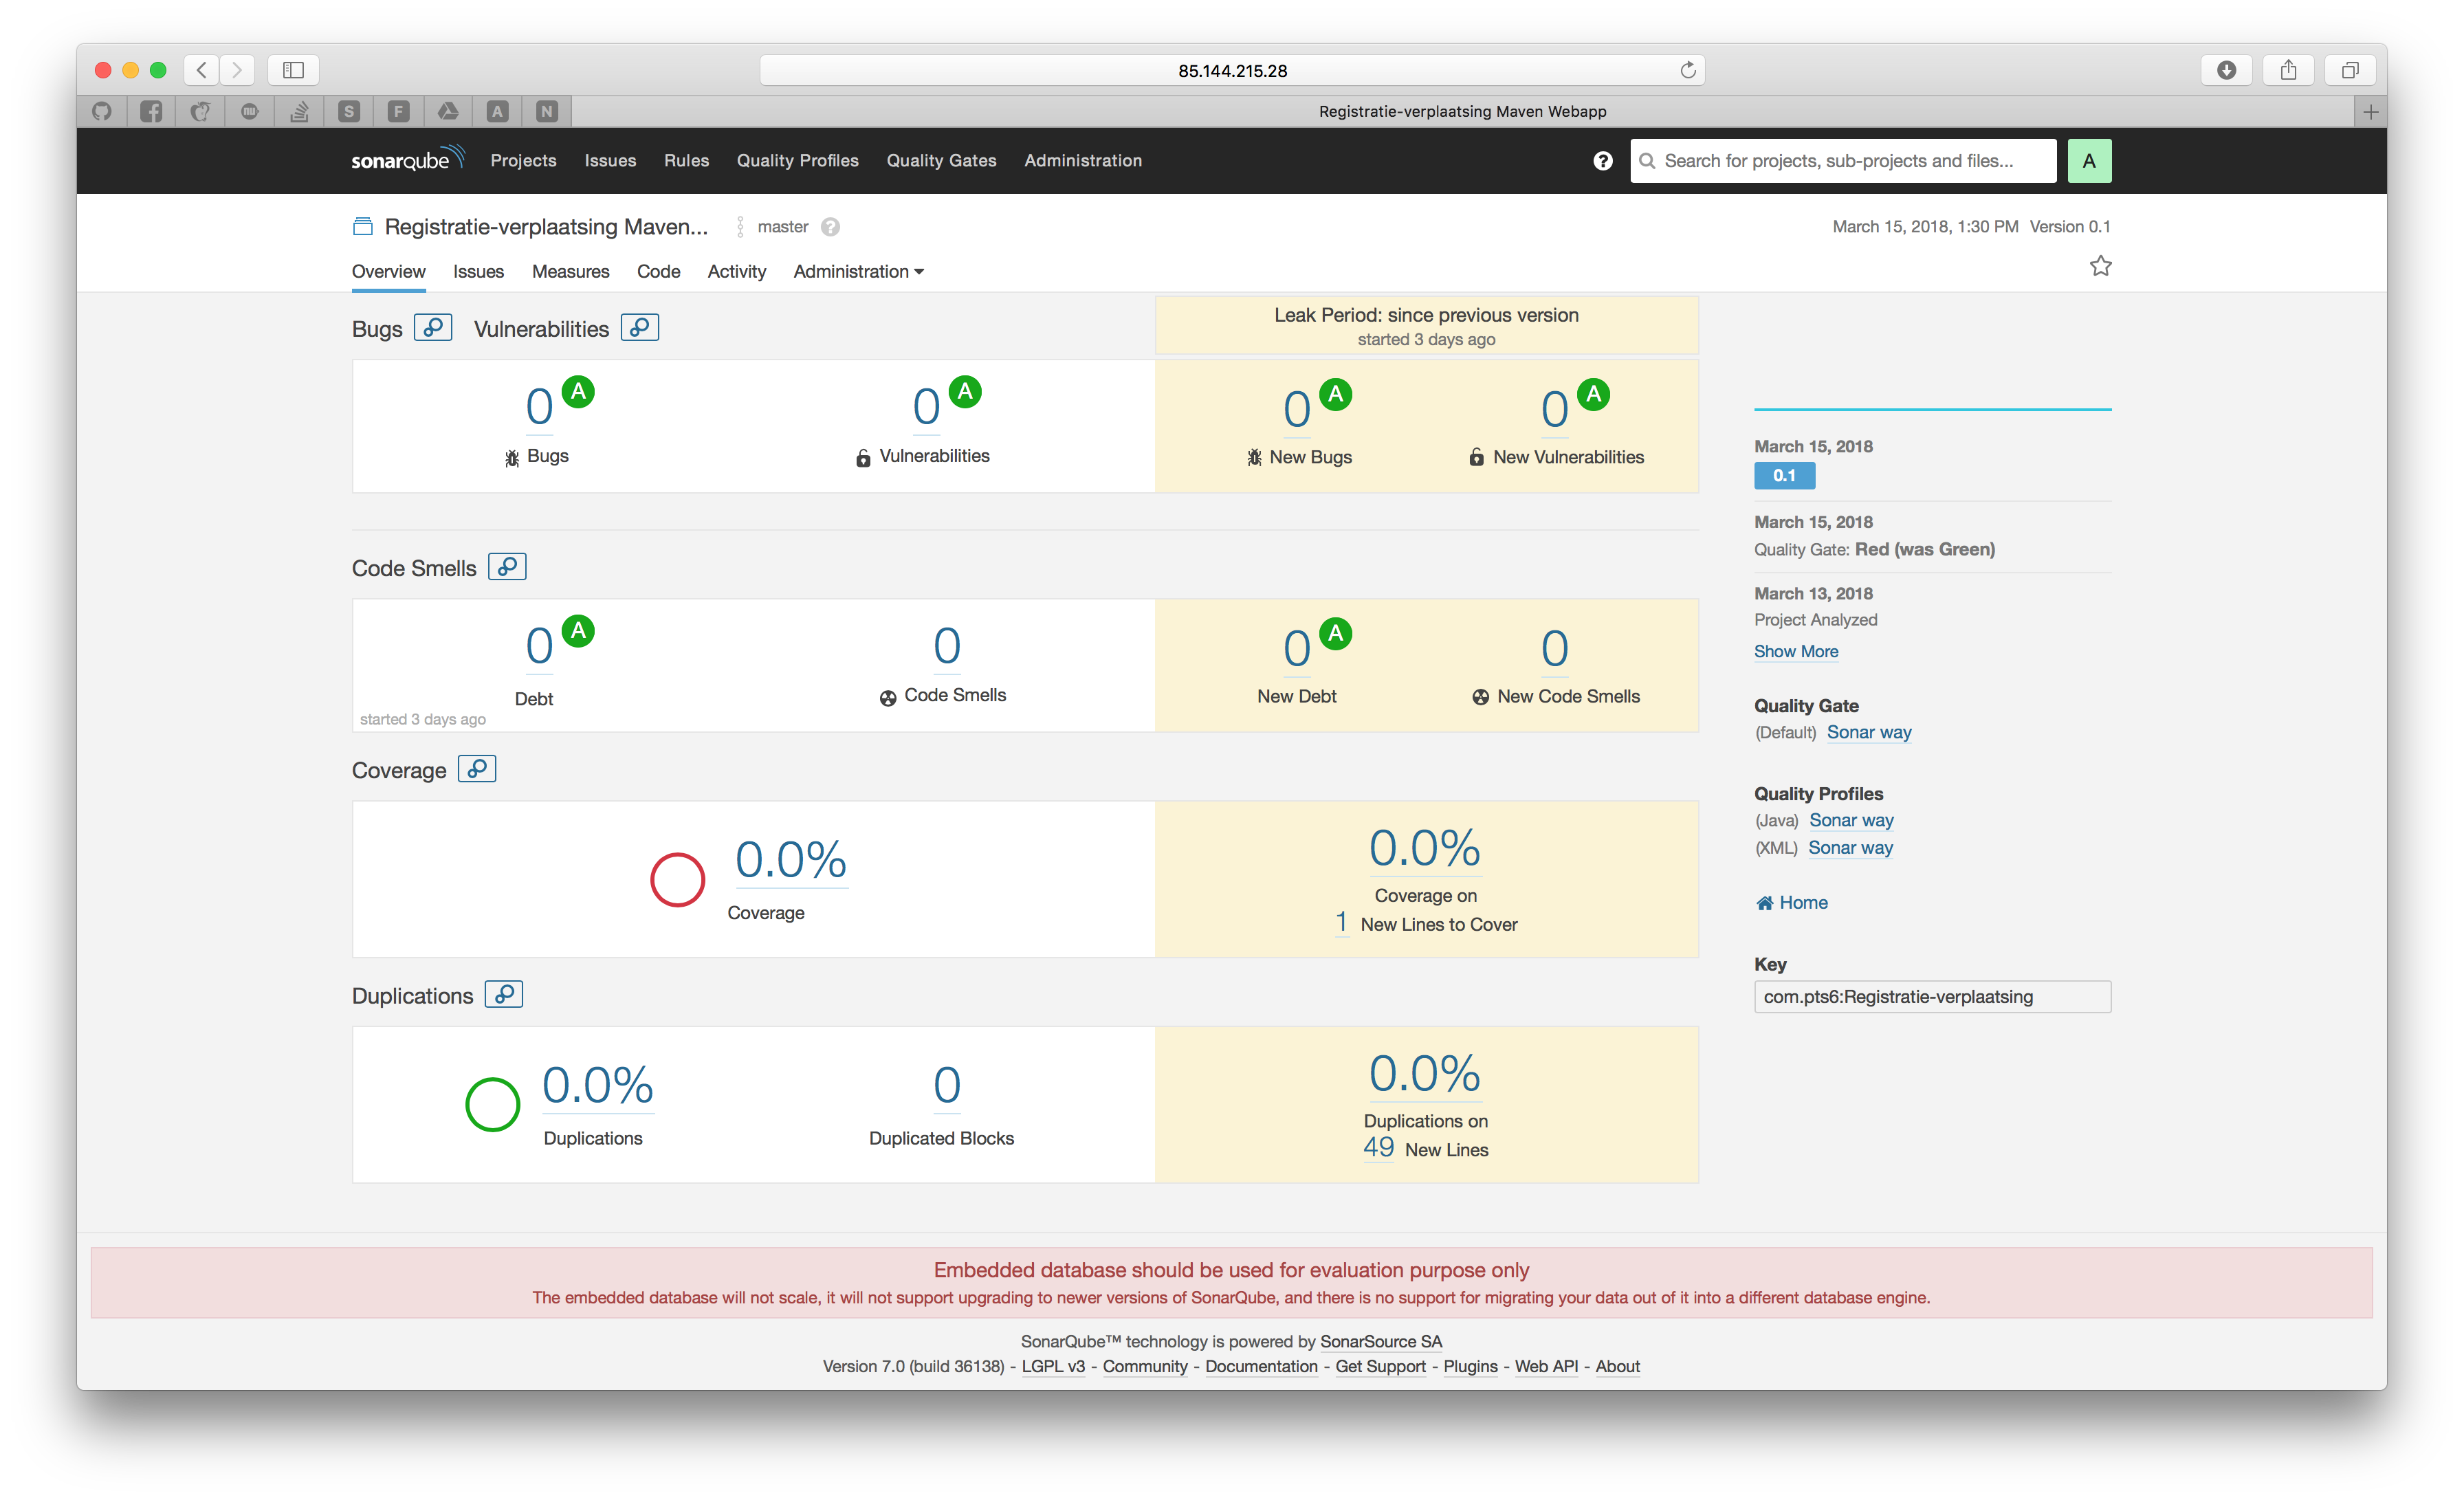 85.144.215.28
S F A N
Registratie-verplaatsing Maven Webapp
sonarqube Projects Issues Rules Quality Profiles Quality Gates Administration
? Search for projects, sub-projects and files... A
Registratie-verplaatsing Maven... master ?
March 15, 2018, 1:30 PM Version 0.1
Overview Issues Measures Code Activity Administration
Bugs Vulnerabilities
Leak Period: since previous version
started 3 days ago
0 A 0 A 0 A 0 A
Bugs Vulnerabilities New Bugs New Vulnerabilities
Code Smells
0 A 0 0 A 0
Debt Code Smells New Debt New Code Smells
started 3 days ago
Coverage
0.0% 0.0%
Coverage
Coverage on
1 New Lines to Cover
Duplications
0.0% 0 0.0%
Duplications Duplicated Blocks
Duplications on
49 New Lines
March 15, 2018
0.1
March 15, 2018
Quality Gate: Red (was Green)
March 13, 2018
Project Analyzed
Show More
Quality Gate
(Default) Sonar way
Quality Profiles
(Java) Sonar way
(XML) Sonar way
Home
Key
com.pts6:Registratie-verplaatsing
Embedded database should be used for evaluation purpose only
The embedded database will not scale, it will not support upgrading to newer versions of SonarQube, and there is no support for migrating your data out of it into a different database engine.
SonarQube™ technology is powered by SonarSource SA
Version 7.0 (build 36138) - LGPL v3 - Community - Documentation - Get Support - Plugins - Web API - About